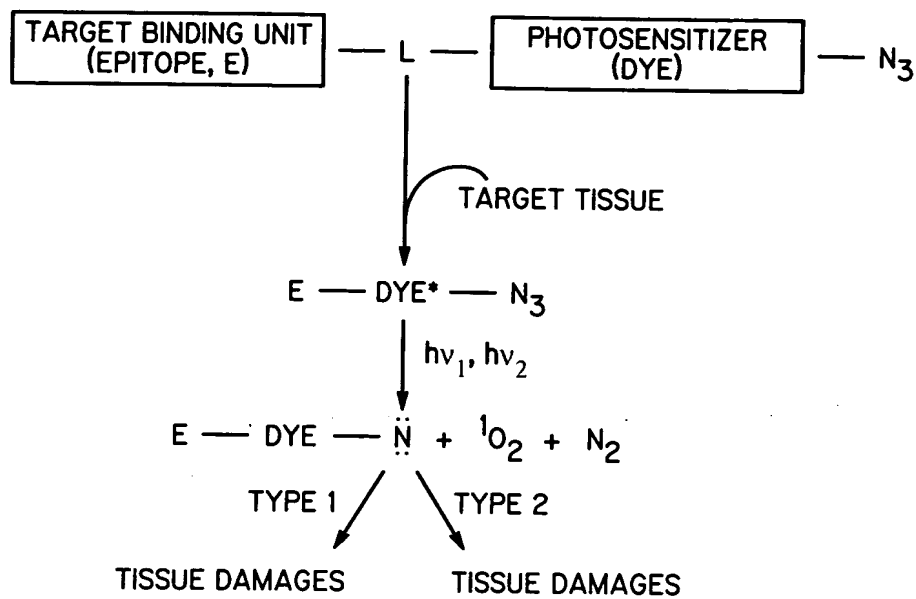 TARGET BINDING UNIT
(EPITOPE, E)
L
PHOTOSENSITIZER
(DYE)
N₃
TARGET TISSUE
E — DYE* — N₃
hν₁, hν₂
E — DYE — N̤̈ + ¹O₂ + N₂
TYPE 1
TYPE 2
TISSUE DAMAGES
TISSUE DAMAGES